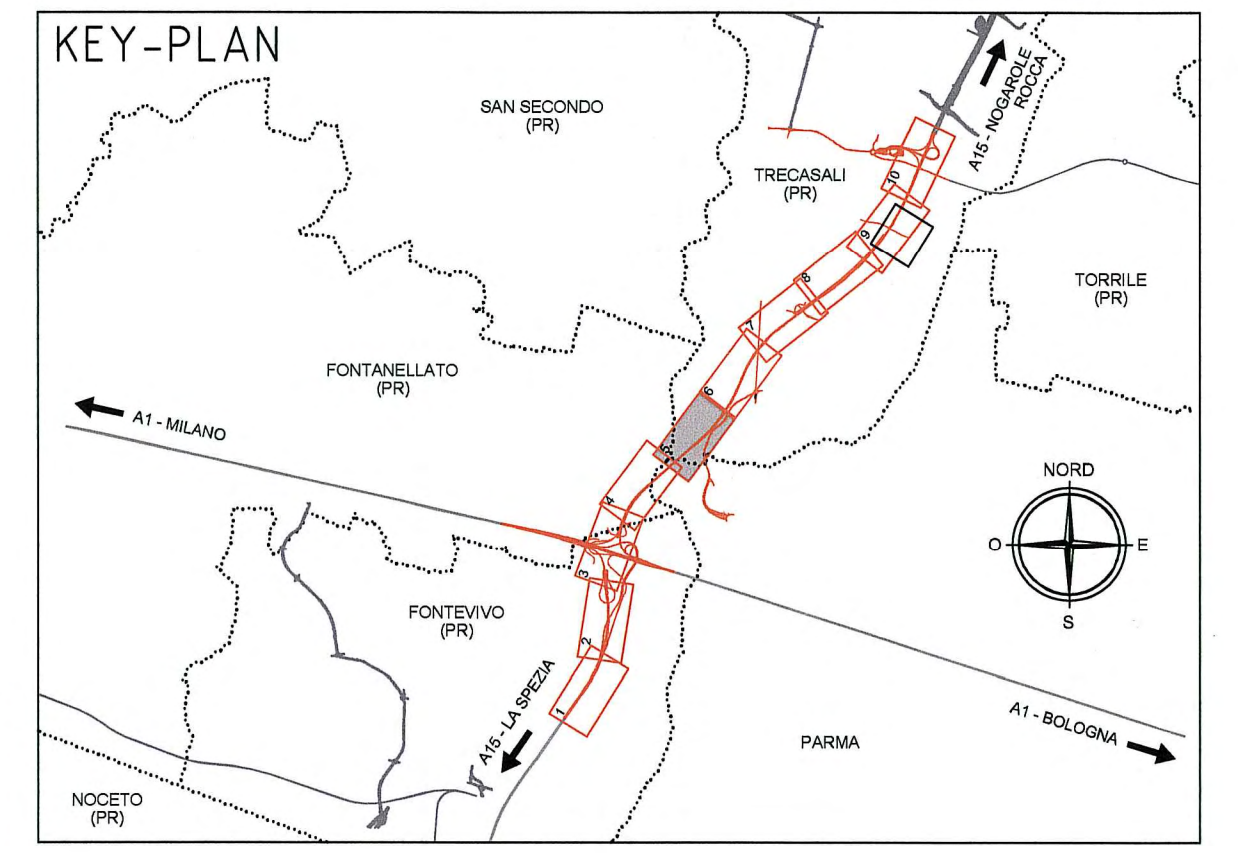 KEY-PLAN
SAN SECONDO
(PR)
A15 - NOGAROLE
ROCCA
TRECASALI
(PR)
10
9
TORRILE
(PR)
8
7
FONTANELLATO
(PR)
6
A1 - MILANO
5
NORD
4
O
E
3
S
FONTEVIVO
(PR)
2
A15 - LA SPEZIA
1
A1 - BOLOGNA
PARMA
NOCETO
(PR)